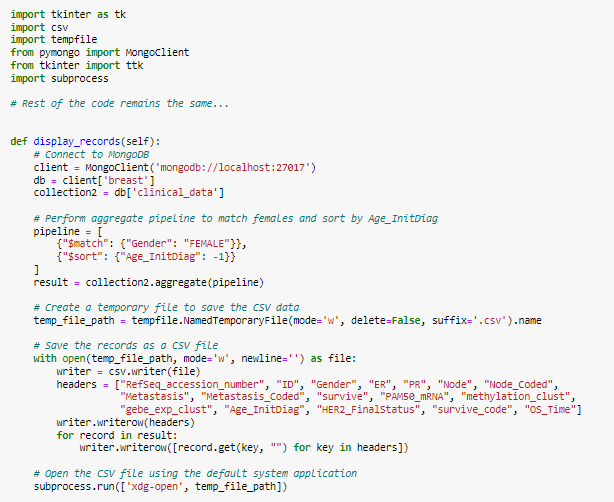 import tkinter as tk
import csv
import tempfile
from pymongo import MongoClient
from tkinter import ttk
import subprocess
# Rest of the code remains the same...
def display_records(self):
    # Connect to MongoDB
    client = MongoClient('mongodb://localhost:27017')
    db = client['breast']
    collection2 = db['clinical_data']
    # Perform aggregate pipeline to match females and sort by Age_InitDiag
    pipeline = [
        {"$match": {"Gender": "FEMALE"}},
        {"$sort": {"Age_InitDiag": -1}}
    ]
    result = collection2.aggregate(pipeline)
    # Create a temporary file to save the CSV data
    temp_file_path = tempfile.NamedTemporaryFile(mode='w', delete=False, suffix='.csv').name
    # Save the records as a CSV file
    with open(temp_file_path, mode='w', newline='') as file:
        writer = csv.writer(file)
        headers = ["RefSeq_accession_number", "ID", "Gender", "ER", "PR", "Node", "Node_Coded",
                   "Metastasis", "Metastasis_Coded", "survive", "PAM50_mRNA", "methylation_clust",
                   "gebe_exp_clust", "Age_InitDiag", "HER2_FinalStatus", "survive_code", "OS_Time"]
        writer.writerow(headers)
        for record in result:
            writer.writerow([record.get(key, "") for key in headers])
    # Open the CSV file using the default system application
    subprocess.run(['xdg-open', temp_file_path])